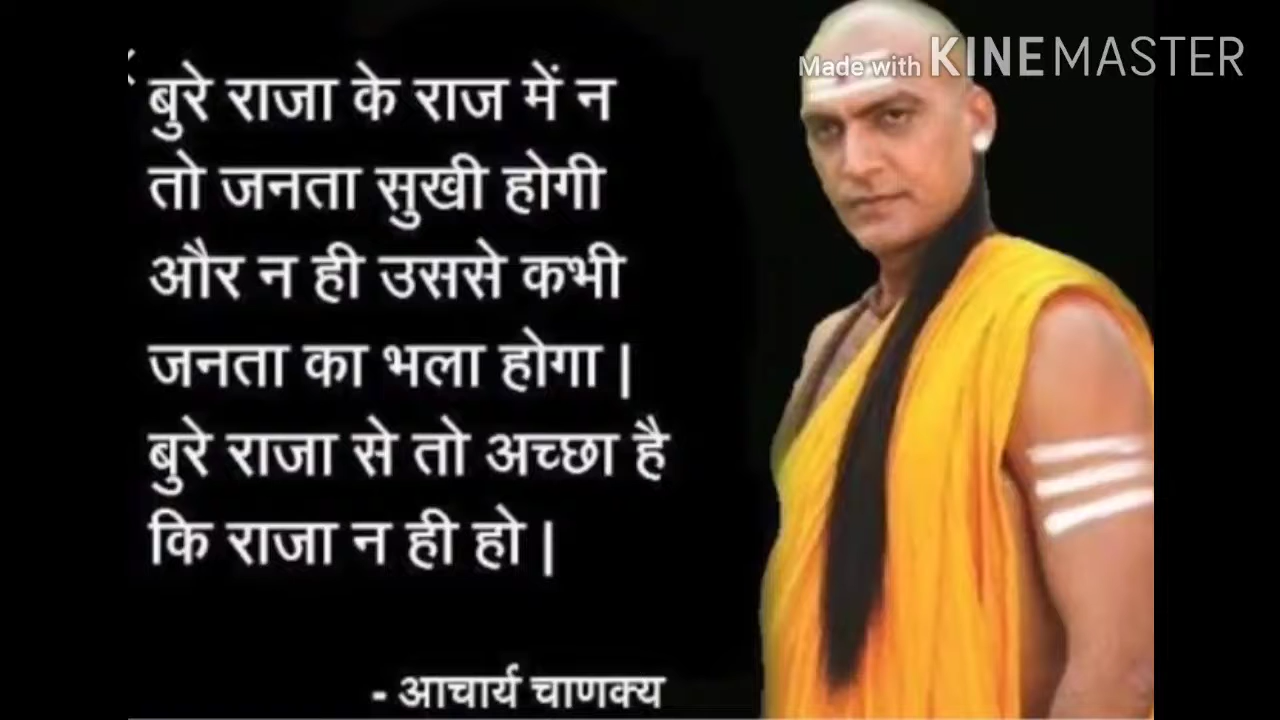 Made with KINEMASTER
बुरे राजा के राज में न
तो जनता सुखी होगी
और न ही उससे कभी
जनता का भला होगा |
बुरे राजा से तो अच्छा है
कि राजा न ही हो |
- आचार्य चाणक्य